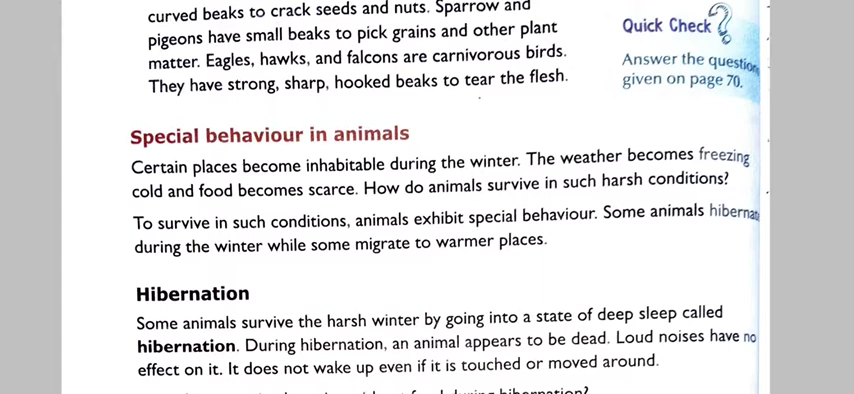 curved beaks to crack seeds and nuts. Sparrow and
pigeons have small beaks to pick grains and other plant
matter. Eagles, hawks, and falcons are carnivorous birds.
They have strong, sharp, hooked beaks to tear the flesh.
Quick Check ?
Answer the question
given on page 70.
Special behaviour in animals
Certain places become inhabitable during the winter. The weather becomes freezing
cold and food becomes scarce. How do animals survive in such harsh conditions?
To survive in such conditions, animals exhibit special behaviour. Some animals hibernat
during the winter while some migrate to warmer places.
Hibernation
Some animals survive the harsh winter by going into a state of deep sleep called
hibernation. During hibernation, an animal appears to be dead. Loud noises have no
effect on it. It does not wake up even if it is touched or moved around.
during hibernation?